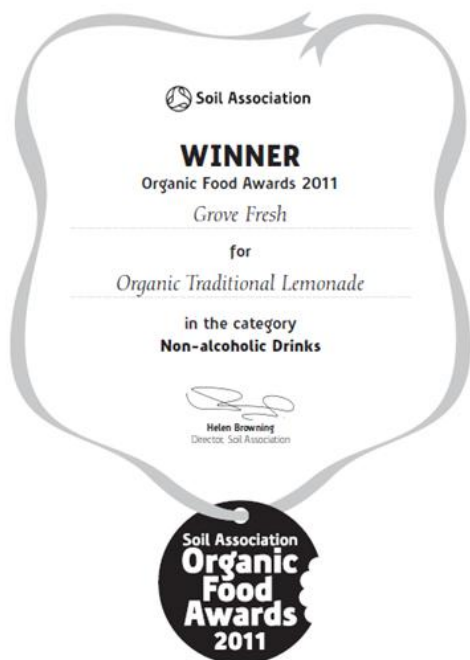 Soil Association
WINNER
Organic Food Awards 2011
Grove Fresh
for
Organic Traditional Lemonade
in the category
Non-alcoholic Drinks
Helen Browning
Director, Soil Association
Soil Association
Organic
Food
Awards
2011